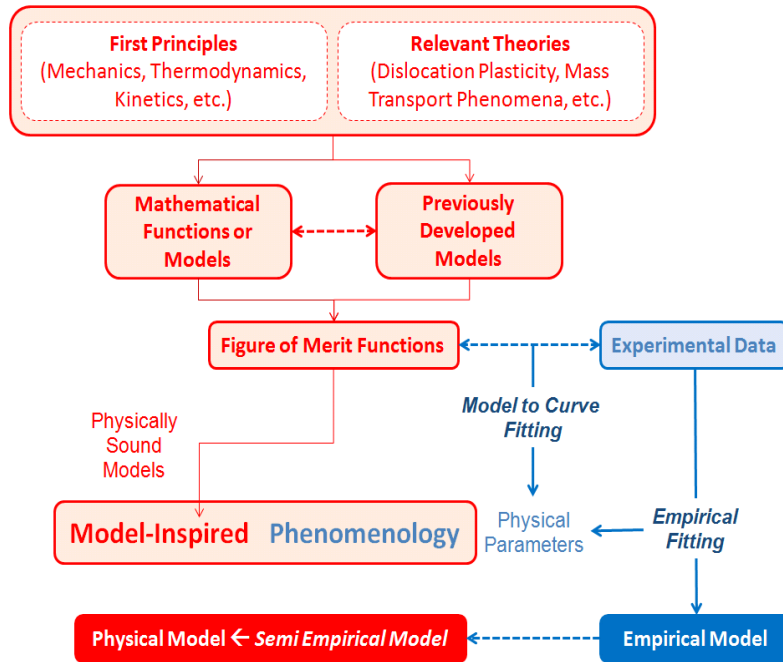 First Principles
(Mechanics, Thermodynamics,
Kinetics, etc.)
Relevant Theories
(Dislocation Plasticity, Mass
Transport Phenomena, etc.)
Mathematical
Functions or
Models
Previously
Developed
Models
Figure of Merit Functions
Experimental Data
Physically
Sound
Models
Model to Curve
Fitting
Model-Inspired Phenomenology
Physical
Parameters
Empirical
Fitting
Physical Model ← Semi Empirical Model
Empirical Model